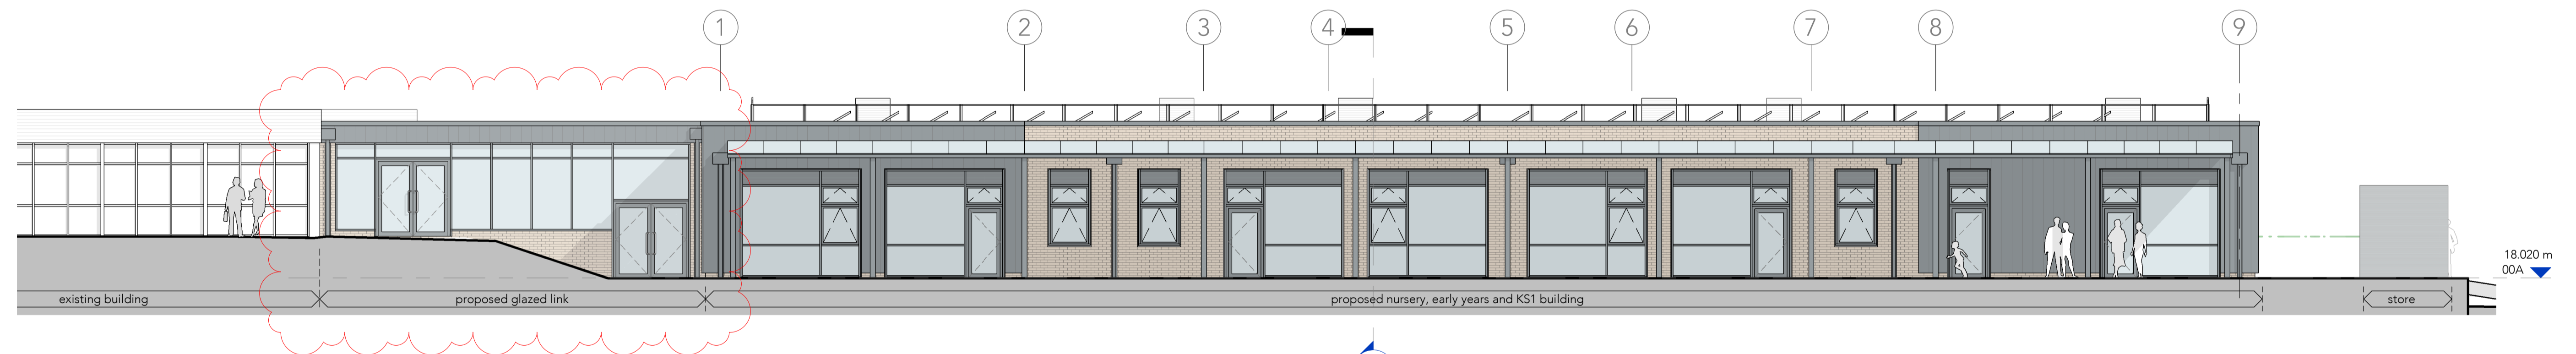 1
2
3
4
5
6
7
8
9
18.020 m
00A
existing building
proposed glazed link
proposed nursery, early years and KS1 building
store